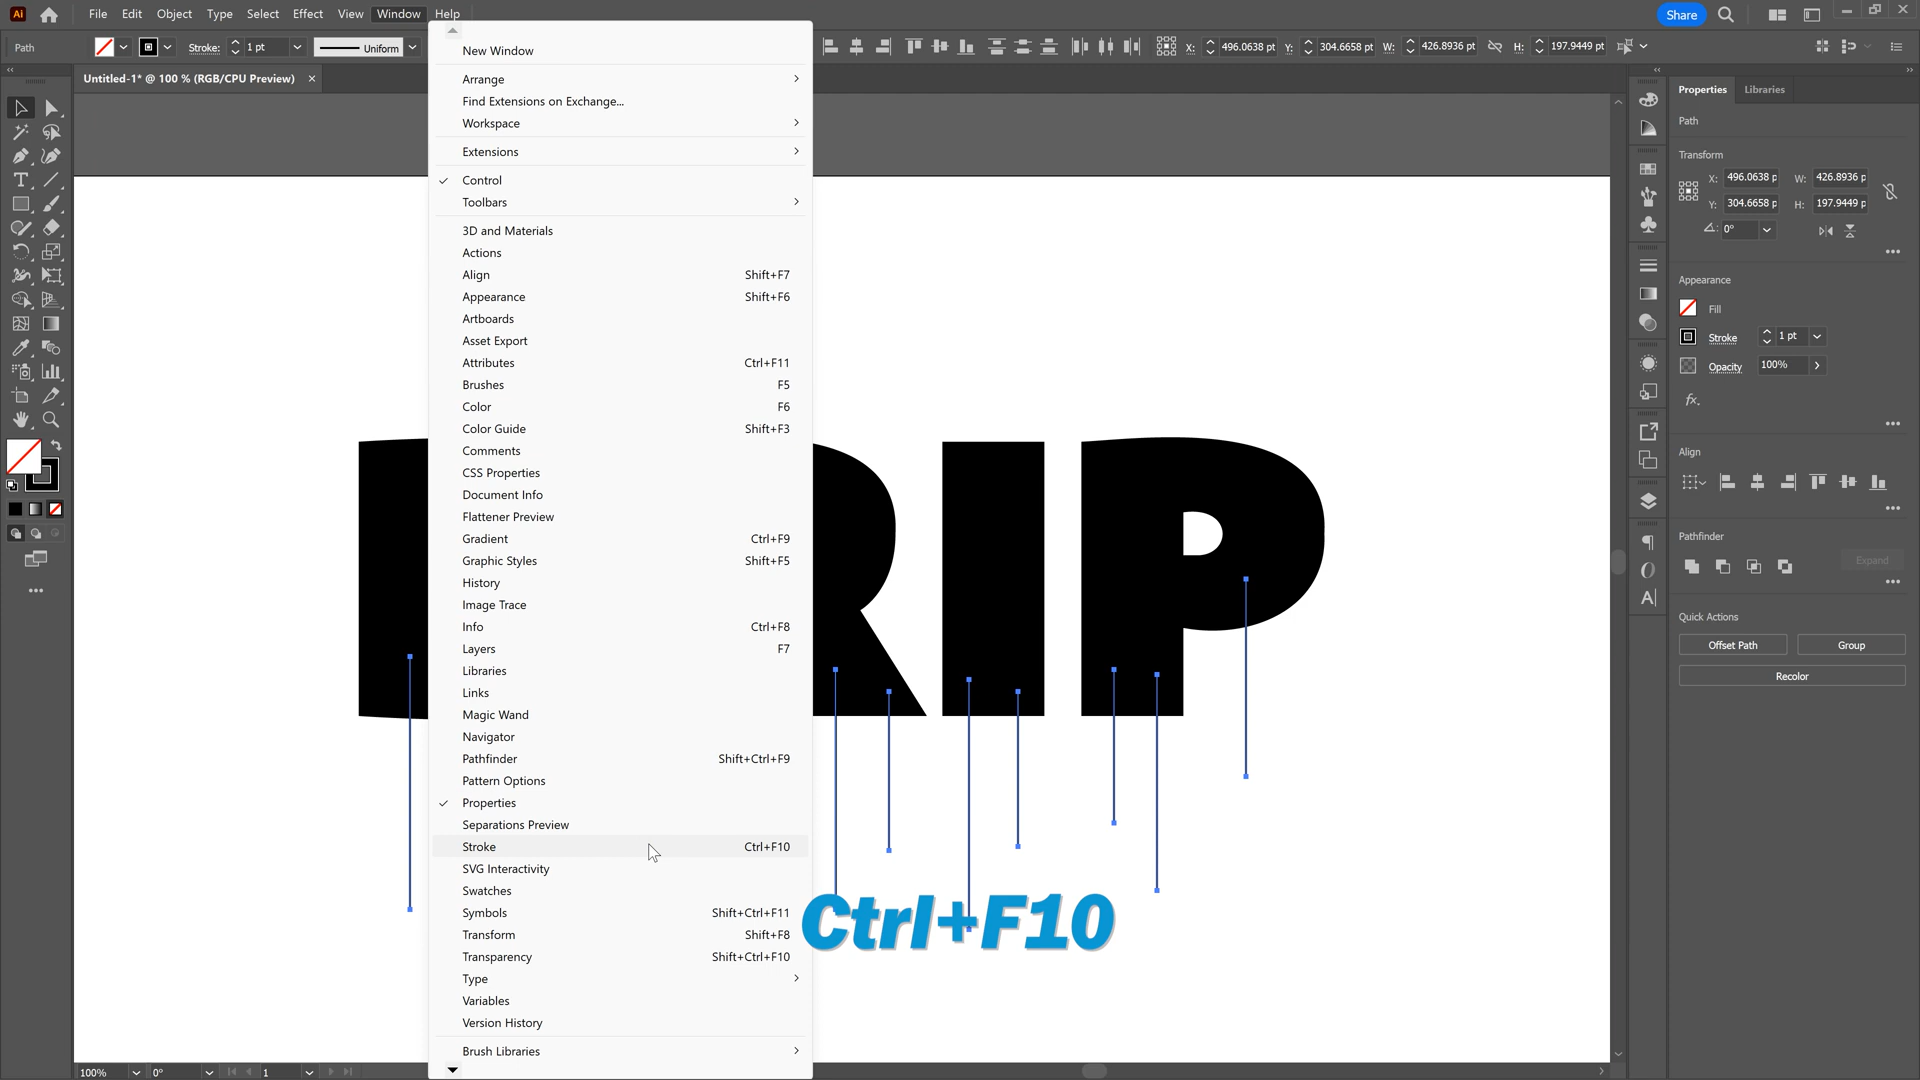 Ai File Edit Object Type Select Effect View Window Help Share
Path Stroke: 1 pt Uniform X: 496.0638 pt Y: 304.6658 pt W: 426.8936 pt H: 197.9449 pt
Untitled-1* @ 100 % (RGB/CPU Preview)
New Window
Arrange
Find Extensions on Exchange...
Workspace
Extensions
Control
Toolbars
3D and Materials
Actions
Align Shift+F7
Appearance Shift+F6
Artboards
Asset Export
Attributes Ctrl+F11
Brushes F5
Color F6
Color Guide Shift+F3
Comments
CSS Properties
Document Info
Flattener Preview
Gradient Ctrl+F9
Graphic Styles Shift+F5
History
Image Trace
Info Ctrl+F8
Layers F7
Libraries
Links
Magic Wand
Navigator
Pathfinder Shift+Ctrl+F9
Pattern Options
Properties
Separations Preview
Stroke Ctrl+F10
SVG Interactivity
Swatches
Symbols Shift+Ctrl+F11
Transform Shift+F8
Transparency Shift+Ctrl+F10
Type
Variables
Version History
Brush Libraries
RIP
Ctrl+F10
Properties Libraries
Path
Transform
X: 496.0638 p W: 426.8936 p
Y: 304.6658 p H: 197.9449 p
0°
Appearance
Fill
Stroke 1 pt
Opacity 100%
fx.
Align
Pathfinder
Expand
Quick Actions
Offset Path Group
Recolor
100% 0° 1